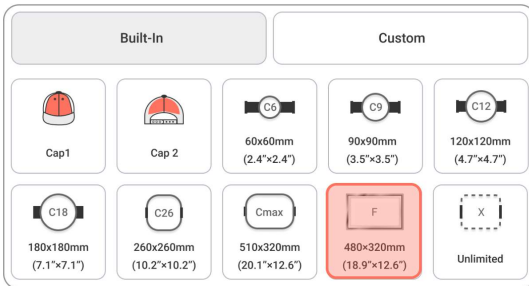 Built-In
Custom
Cap1
Cap 2
C6
60x60mm
(2.4”×2.4”)
C9
90x90mm
(3.5”×3.5”)
C12
120x120mm
(4.7”×4.7”)
C18
180x180mm
(7.1”×7.1”)
C26
260x260mm
(10.2”×10.2”)
Cmax
510x320mm
(20.1”×12.6”)
F
480×320mm
(18.9”×12.6”)
X
Unlimited